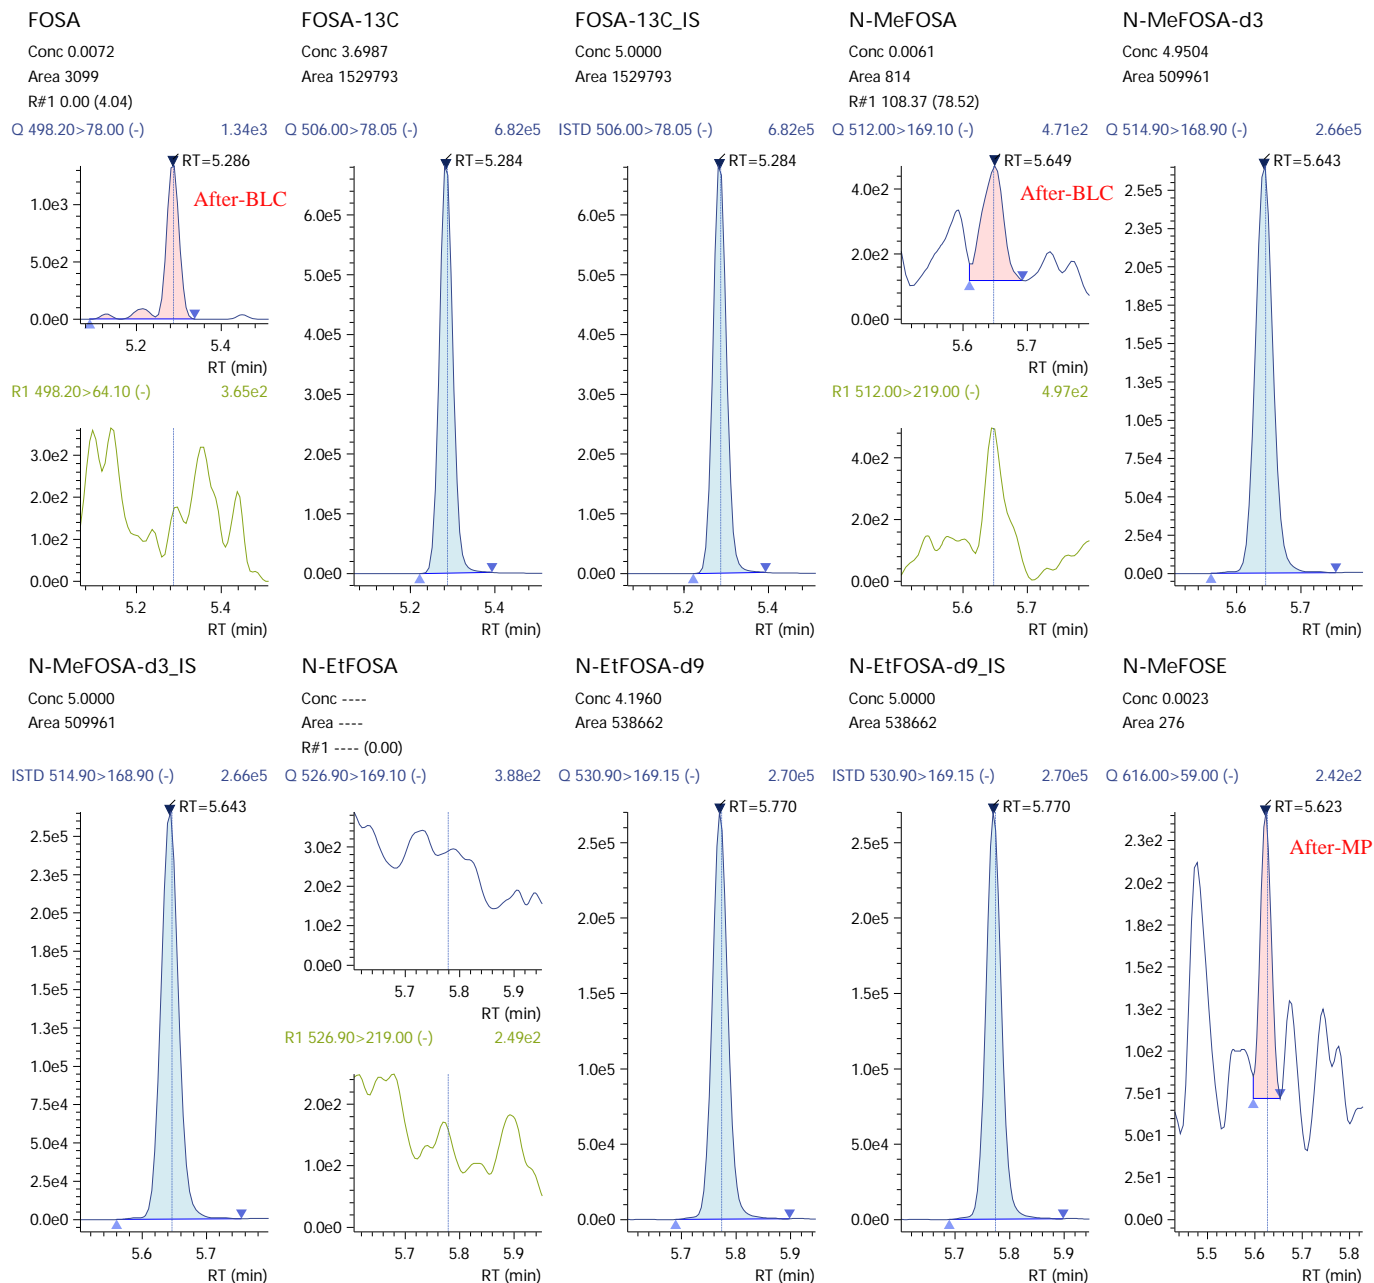 FOSA
Conc 0.0072
Area 3099
R#1 0.00 (4.04)
Q 498.20>78.00 (-) 1.34e3
RT=5.286
After-BLC
1.0e3
5.0e2
0.0e0
5.2 5.4
RT (min)
R1 498.20>64.10 (-) 3.65e2
3.0e2
2.0e2
1.0e2
0.0e0
5.2 5.4
RT (min)
FOSA-13C
Conc 3.6987
Area 1529793
Q 506.00>78.05 (-) 6.82e5
RT=5.284
6.0e5
5.0e5
4.0e5
3.0e5
2.0e5
1.0e5
0.0e0
5.2 5.4
RT (min)
FOSA-13C_IS
Conc 5.0000
Area 1529793
ISTD 506.00>78.05 (-) 6.82e5
RT=5.284
6.0e5
5.0e5
4.0e5
3.0e5
2.0e5
1.0e5
0.0e0
5.2 5.4
RT (min)
N-MeFOSA
Conc 0.0061
Area 814
R#1 108.37 (78.52)
Q 512.00>169.10 (-) 4.71e2
RT=5.649
After-BLC
4.0e2
2.0e2
0.0e0
5.6 5.7
RT (min)
R1 512.00>219.00 (-) 4.97e2
4.0e2
2.0e2
0.0e0
5.6 5.7
RT (min)
N-MeFOSA-d3
Conc 4.9504
Area 509961
Q 514.90>168.90 (-) 2.66e5
RT=5.643
2.5e5
2.3e5
2.0e5
1.8e5
1.5e5
1.3e5
1.0e5
7.5e4
5.0e4
2.5e4
0.0e0
5.6 5.7
RT (min)
N-MeFOSA-d3_IS
Conc 5.0000
Area 509961
ISTD 514.90>168.90 (-) 2.66e5
RT=5.643
2.5e5
2.3e5
2.0e5
1.8e5
1.5e5
1.3e5
1.0e5
7.5e4
5.0e4
2.5e4
0.0e0
5.6 5.7
RT (min)
N-EtFOSA
Conc ----
Area ----
R#1 ---- (0.00)
Q 526.90>169.10 (-) 3.88e2
3.0e2
2.0e2
1.0e2
0.0e0
5.7 5.8 5.9
RT (min)
R1 526.90>219.00 (-) 2.49e2
2.0e2
1.0e2
0.0e0
5.7 5.8 5.9
RT (min)
N-EtFOSA-d9
Conc 4.1960
Area 538662
Q 530.90>169.15 (-) 2.70e5
RT=5.770
2.5e5
2.0e5
1.5e5
1.0e5
5.0e4
0.0e0
5.7 5.8 5.9
RT (min)
N-EtFOSA-d9_IS
Conc 5.0000
Area 538662
ISTD 530.90>169.15 (-) 2.70e5
RT=5.770
2.5e5
2.0e5
1.5e5
1.0e5
5.0e4
0.0e0
5.7 5.8 5.9
RT (min)
N-MeFOSE
Conc 0.0023
Area 276
Q 616.00>59.00 (-) 2.42e2
RT=5.623
After-MP
2.3e2
2.0e2
1.8e2
1.5e2
1.3e2
1.0e2
7.5e1
5.0e1
2.5e1
0.0e0
5.5 5.6 5.7 5.8
RT (min)